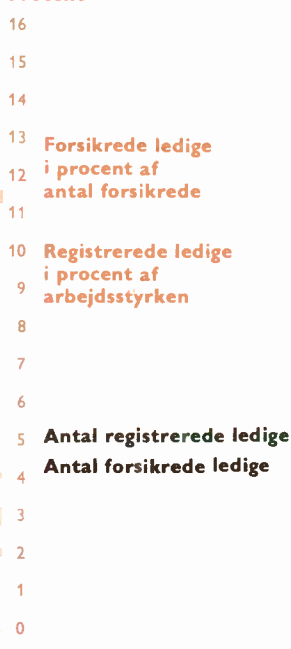 16
15
14
13
Forsikrede ledige
i procent af
12
antal forsikrede
11
10
Registrerede ledige
i procent af
9
arbejdsstyrken
8
7
6
5
Antal registrerede ledige
Antal forsikrede ledige
4
3
2
1
0